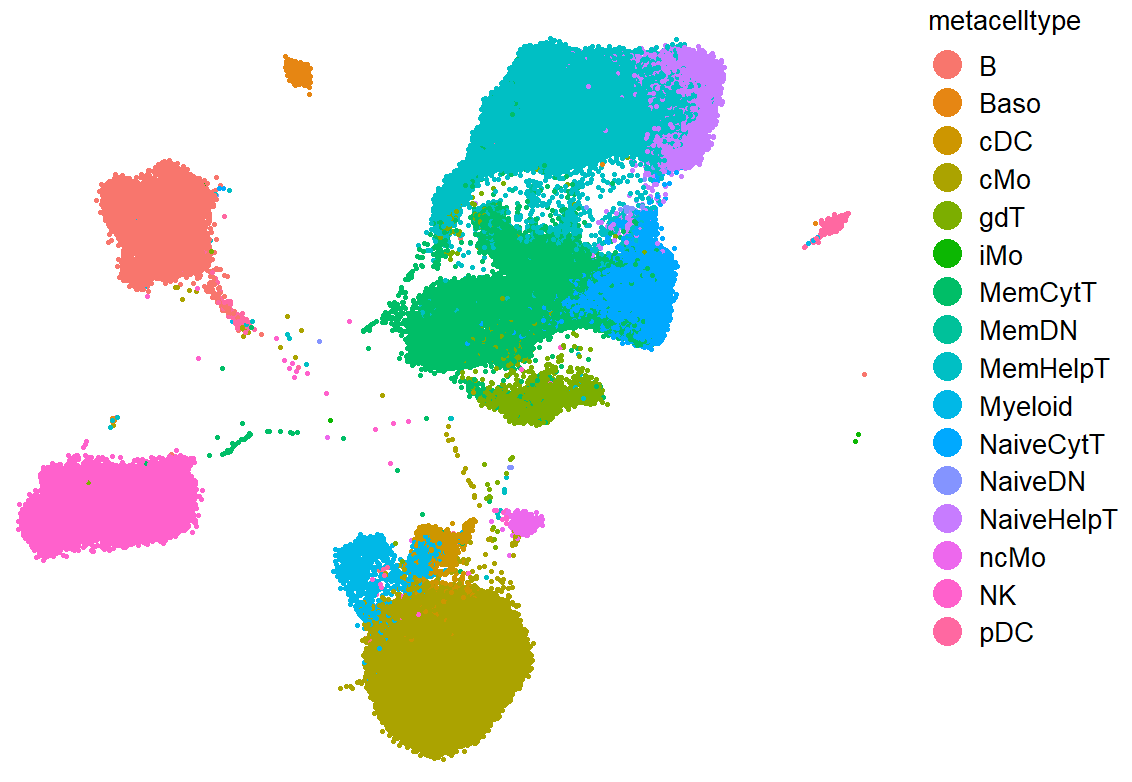 metacelltype
B
Baso
cDC
cMo
gdT
iMo
MemCytT
MemDN
MemHelpT
Myeloid
NaiveCytT
NaiveDN
NaiveHelpT
ncMo
NK
pDC